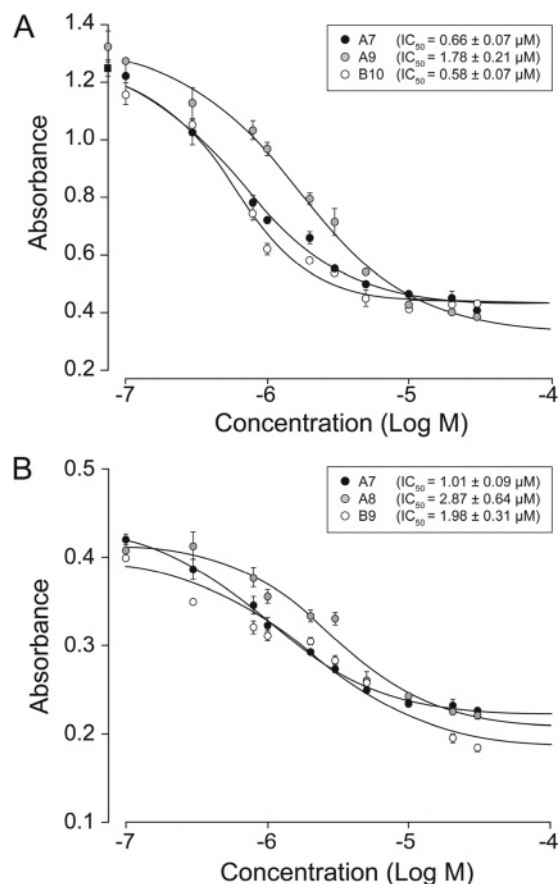 A
1.4
A7 (IC50 = 0.66 ± 0.07 µM)
A9 (IC50 = 1.78 ± 0.21 µM)
B10 (IC50 = 0.58 ± 0.07 µM)
1.2
1.0
0.8
0.6
0.4
0.2
Absorbance
-7 -6 -5 -4
Concentration (Log M)
B
0.5
A7 (IC50 = 1.01 ± 0.09 µM)
A8 (IC50 = 2.87 ± 0.64 µM)
B9 (IC50 = 1.98 ± 0.31 µM)
0.4
0.3
0.2
0.1
Absorbance
-7 -6 -5 -4
Concentration (Log M)